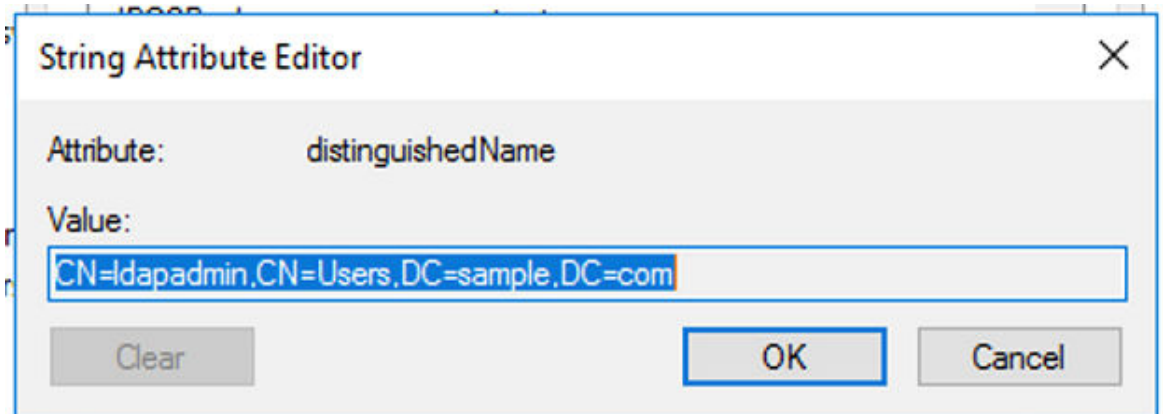 String Attribute Editor
Attribute: distinguishedName
Value:
CN=ldapadmin,CN=Users,DC=sample,DC=com
Clear OK Cancel